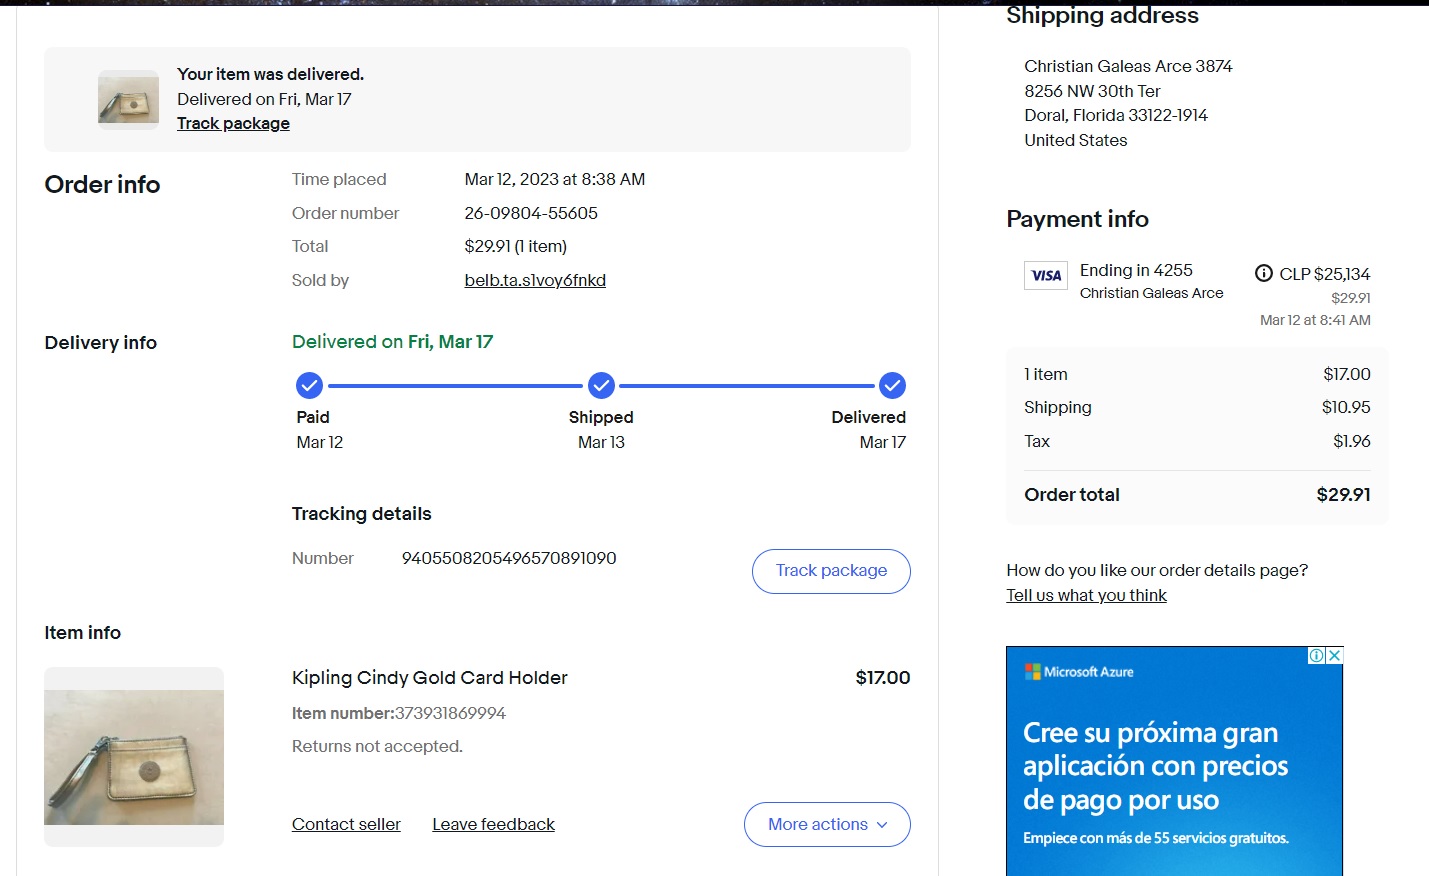 Your item was delivered.
Delivered on Fri, Mar 17
Track package
Order info
Time placed Mar 12, 2023 at 8:38 AM
Order number 26-09804-55605
Total $29.91 (1 item)
Sold by belb.ta.s1voy6fnkd
Delivery info
Delivered on Fri, Mar 17
Paid Shipped Delivered
Mar 12 Mar 13 Mar 17
Tracking details
Number 9405508205496570891090
Track package
Item info
Kipling Cindy Gold Card Holder $17.00
Item number:373931869994
Returns not accepted.
Contact seller Leave feedback More actions
Shipping address
Christian Galeas Arce 3874
8256 NW 30th Ter
Doral, Florida 33122-1914
United States
Payment info
VISA Ending in 4255 CLP $25,134
Christian Galeas Arce $29.91
Mar 12 at 8:41 AM
1 item $17.00
Shipping $10.95
Tax $1.96
Order total $29.91
How do you like our order details page?
Tell us what you think
Microsoft Azure
Cree su próxima gran
aplicación con precios
de pago por uso
Empiece con más de 55 servicios gratuitos.